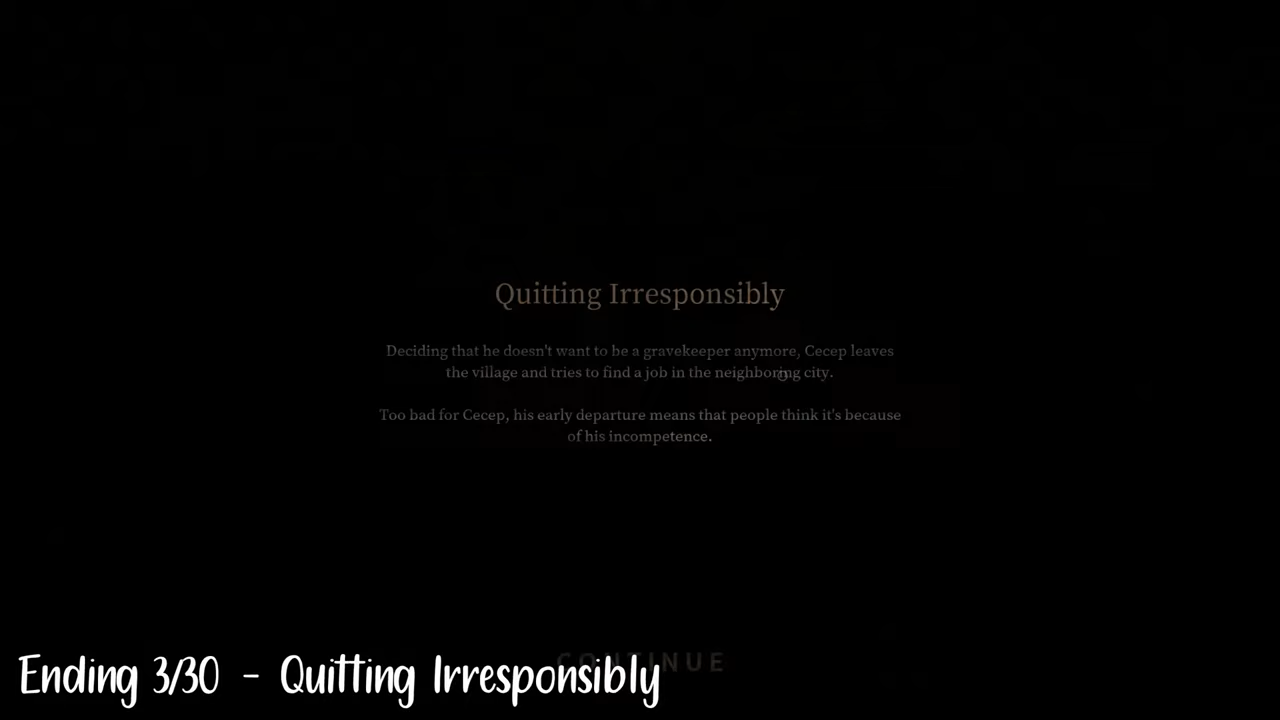 Quitting Irresponsibly
Deciding that he doesn't want to be a gravekeeper anymore, Cecep leaves
the village and tries to find a job in the neighboring city.
Too bad for Cecep, his early departure means that people think it's because
of his incompetence.
CONTINUE
Ending 3/30 - Quitting Irresponsibly